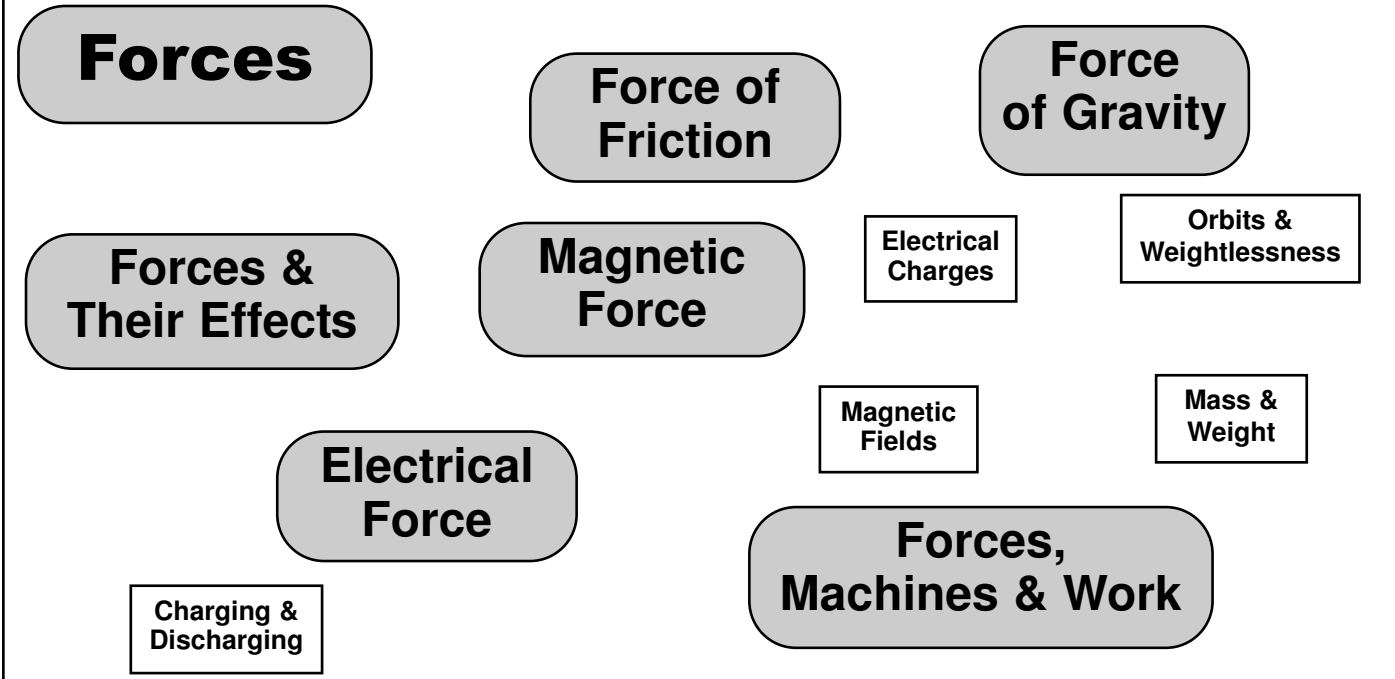 Forces
Force of
Friction
Force
of Gravity
Forces &
Their Effects
Magnetic
Force
Electrical
Charges
Orbits &
Weightlessness
Electrical
Force
Magnetic
Fields
Mass &
Weight
Charging &
Discharging
Forces,
Machines & Work